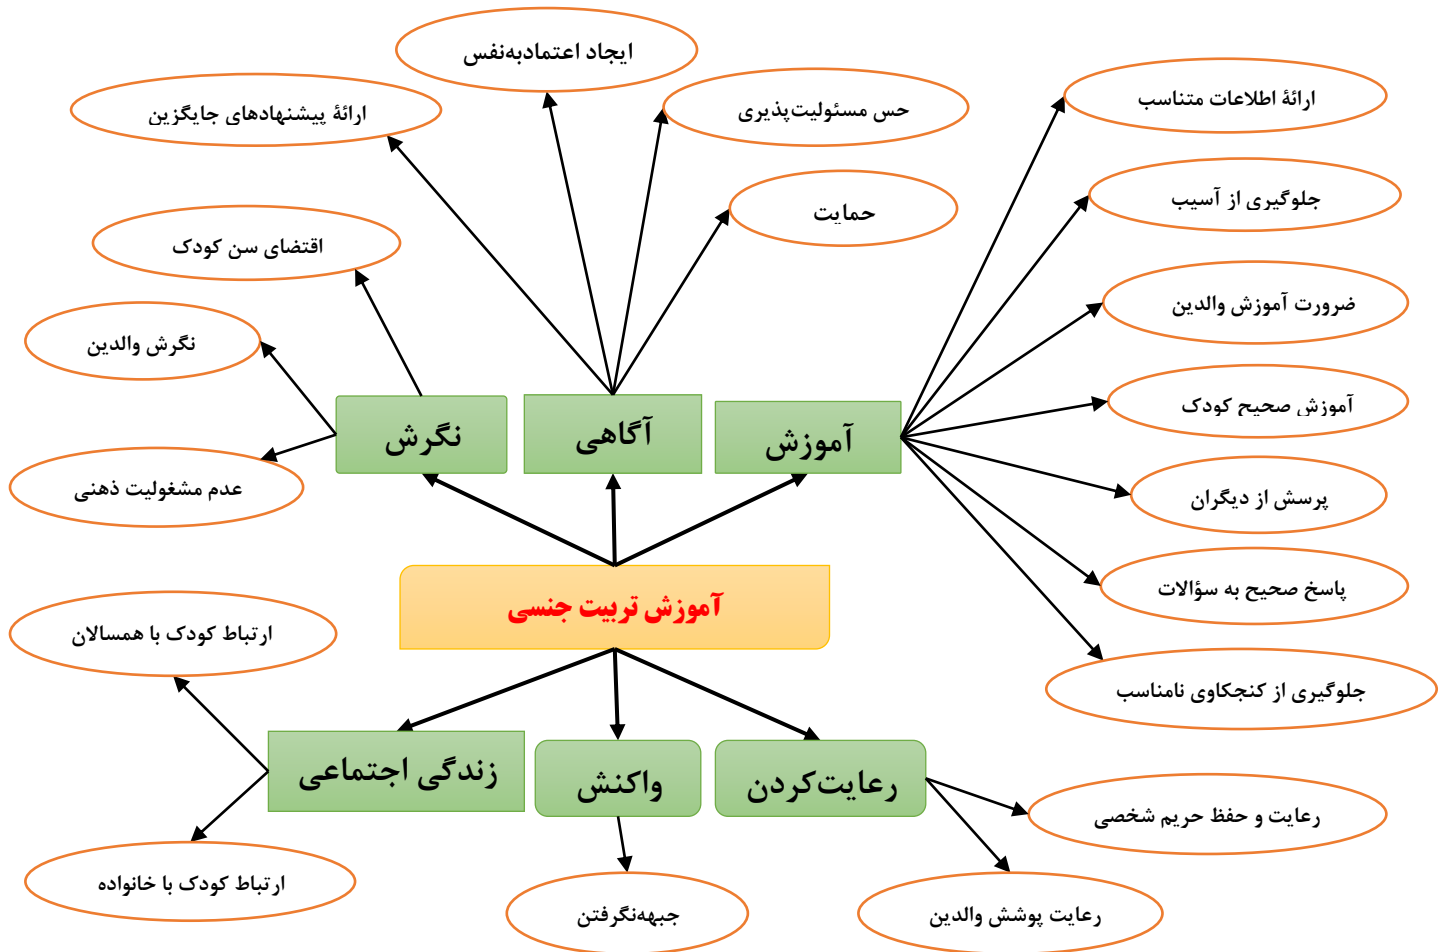 ایجاد اعتمادبه‌نفس
ارائهٔ پیشنهادهای جایگزین
حس مسئولیت‌پذیری
ارائهٔ اطلاعات متناسب
حمایت
جلوگیری از آسیب
اقتضای سن کودک
ضرورت آموزش والدین
نگرش والدین
آموزش صحیح کودک
آموزش
آگاهی
نگرش
پرسش از دیگران
عدم مشغولیت ذهنی
پاسخ صحیح به سؤالات
آموزش تربیت جنسی
ارتباط کودک با همسالان
جلوگیری از کنجکاوی نامناسب
رعایت‌کردن
واکنش
زندگی اجتماعی
رعایت و حفظ حریم شخصی
ارتباط کودک با خانواده
رعایت پوشش والدین
جبهه‌نگرفتن